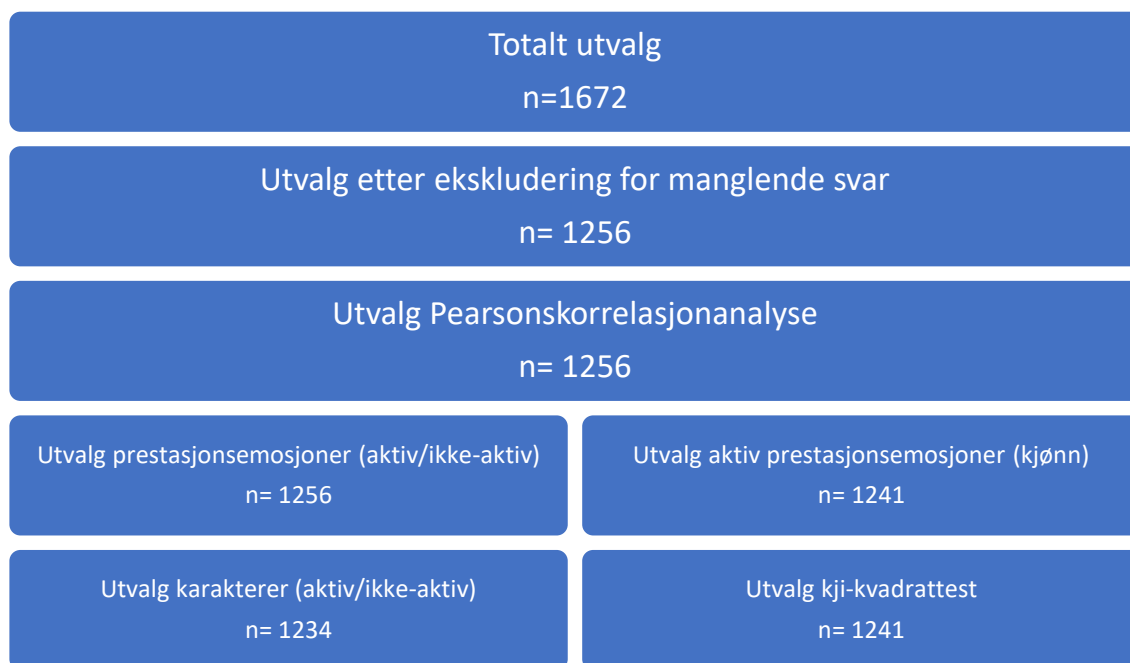 Totalt utvalg
n=1672
Utvalg etter ekskludering for manglende svar
n= 1256
Utvalg Pearsonskorrelasjonanalyse
n= 1256
Utvalg prestasjonsemosjoner (aktiv/ikke-aktiv)
n= 1256
Utvalg aktiv prestasjonsemosjoner (kjønn)
n= 1241
Utvalg karakterer (aktiv/ikke-aktiv)
n= 1234
Utvalg kji-kvadrattest
n= 1241